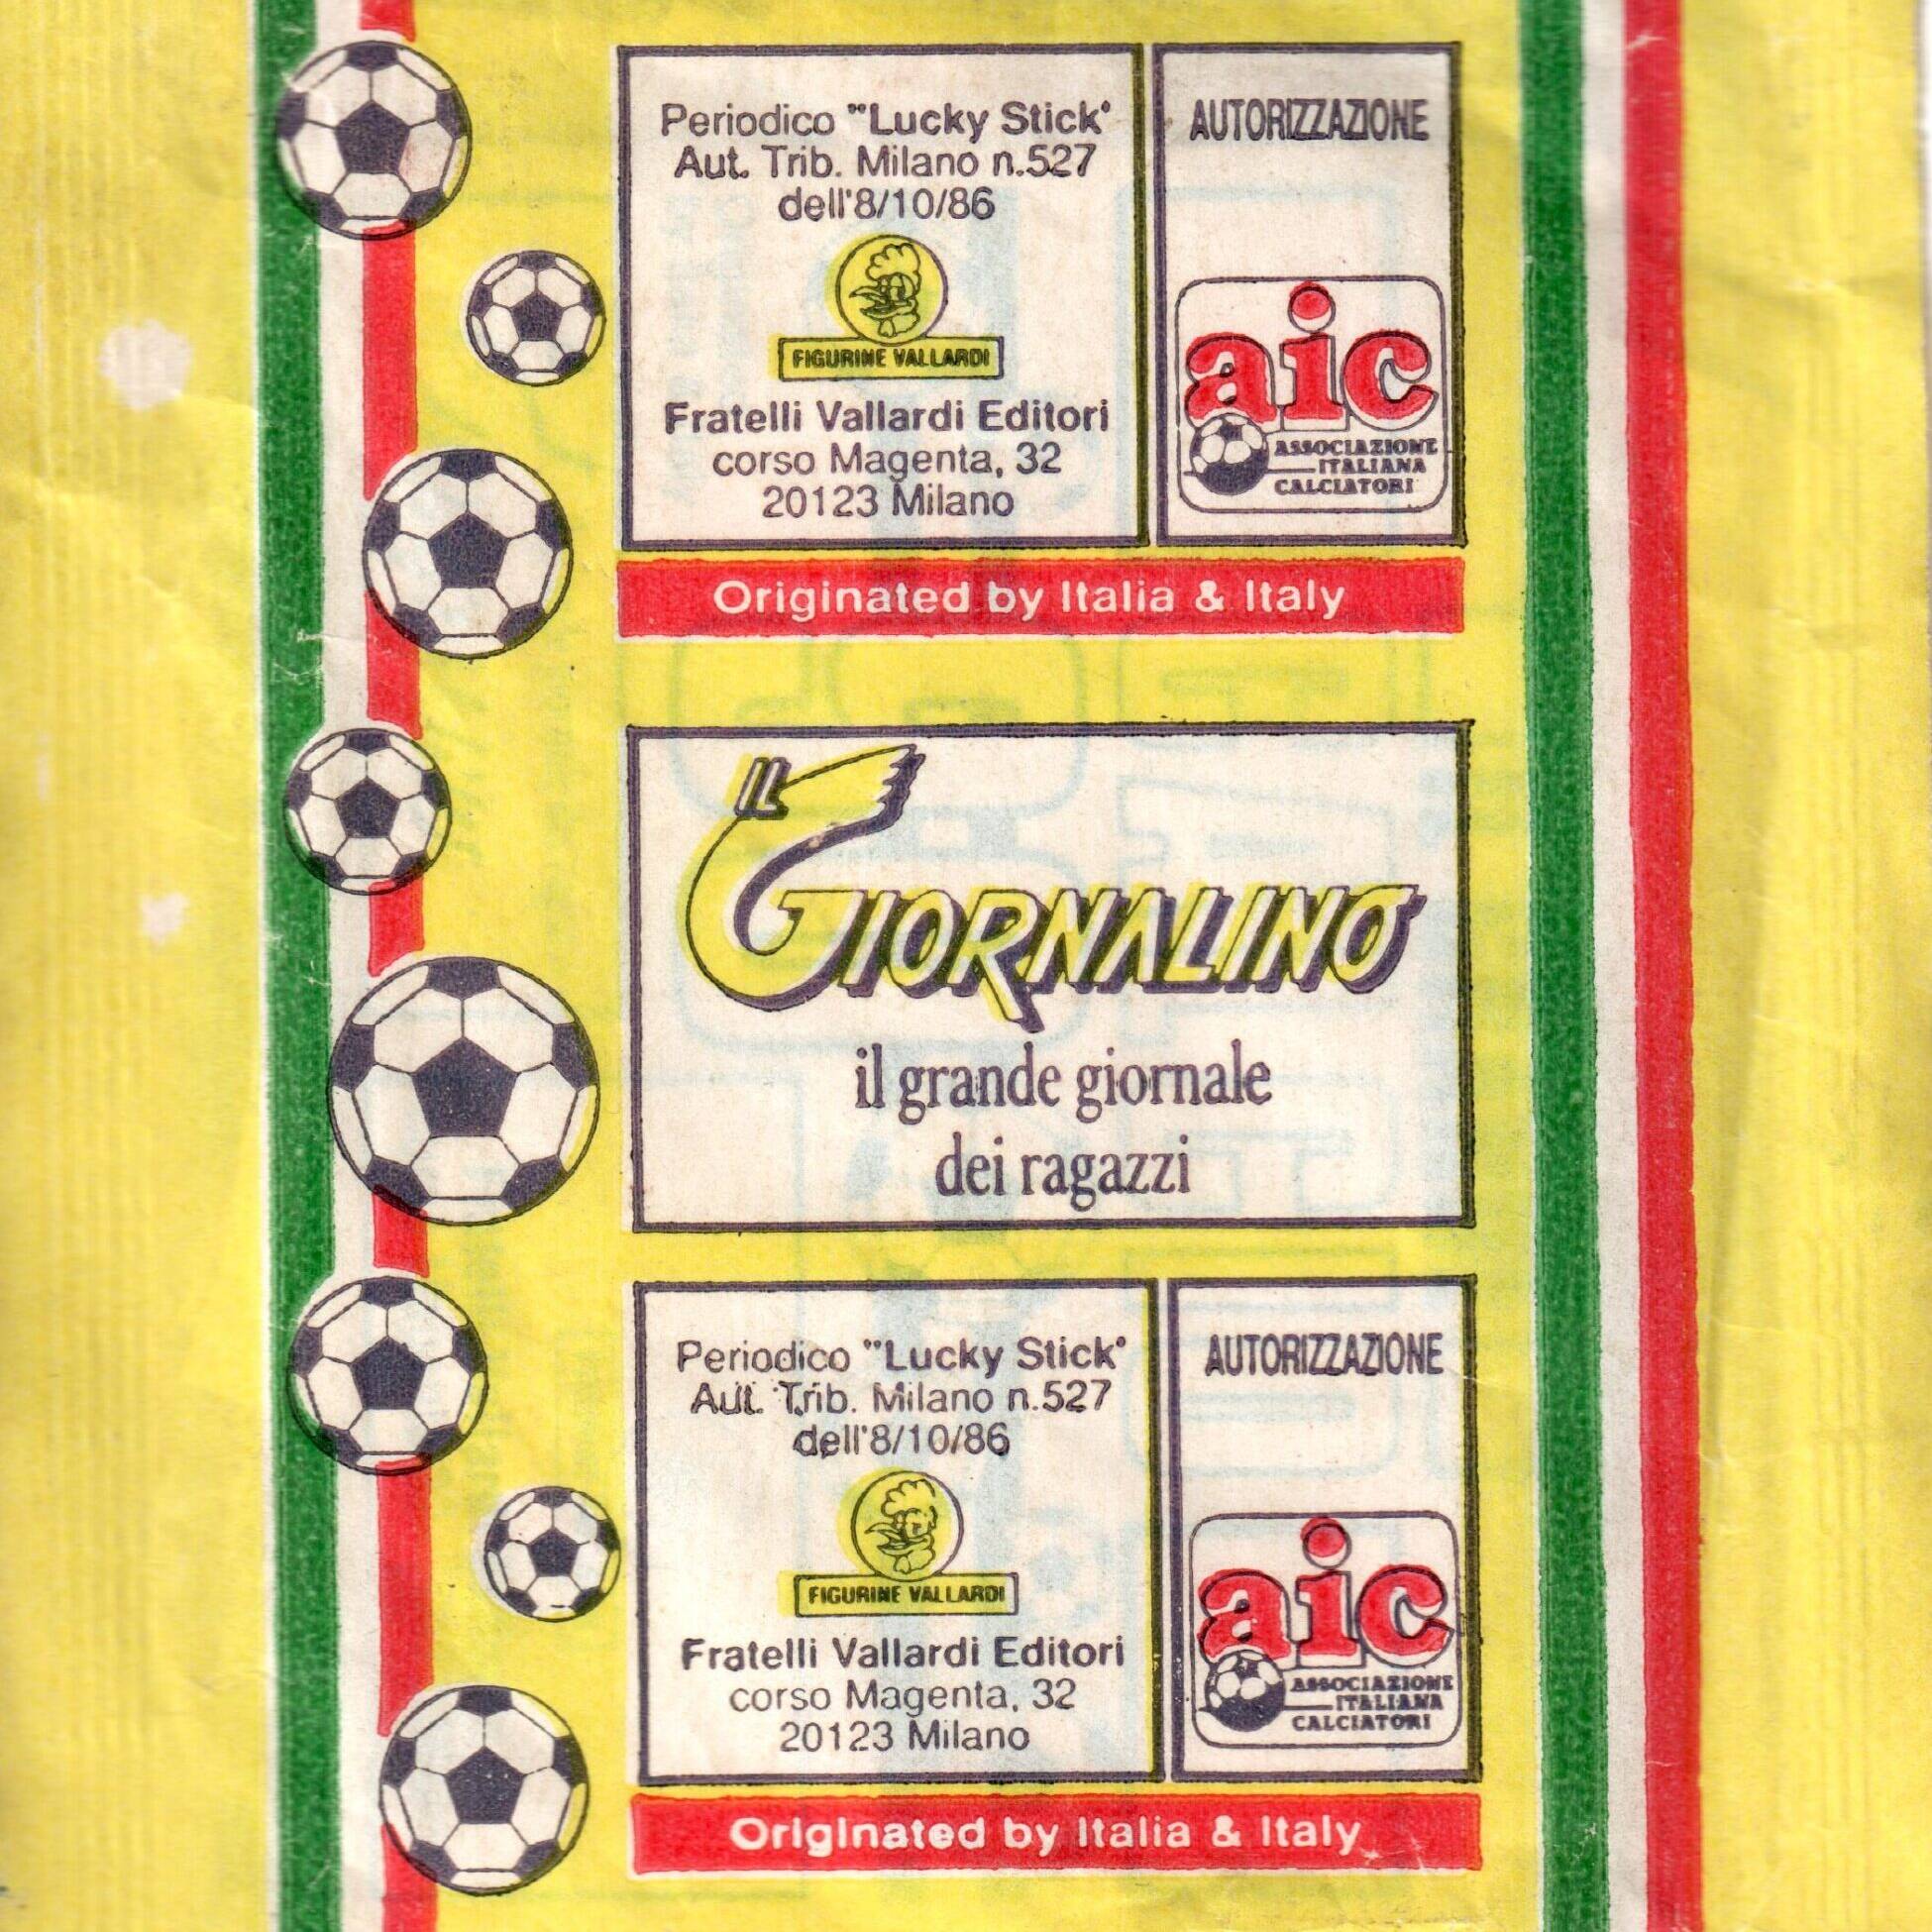 Periodico "Lucky Stick"
Aut. Trib. Milano n.527
dell'8/10/86
FIGURINE VALLARDI
Fratelli Vallardi Editori
corso Magenta, 32
20123 Milano
AUTORIZZAZIONE
aic
ASSOCIAZIONE
ITALIANA
CALCIATORI
Originated by Italia & Italy
IL
GIORNALINO
il grande giornale
dei ragazzi
Periodico "Lucky Stick"
Aut. Trib. Milano n.527
dell'8/10/86
FIGURINE VALLARDI
Fratelli Vallardi Editori
corso Magenta, 32
20123 Milano
AUTORIZZAZIONE
aic
ASSOCIAZIONE
ITALIANA
CALCIATORI
Originated by Italia & Italy